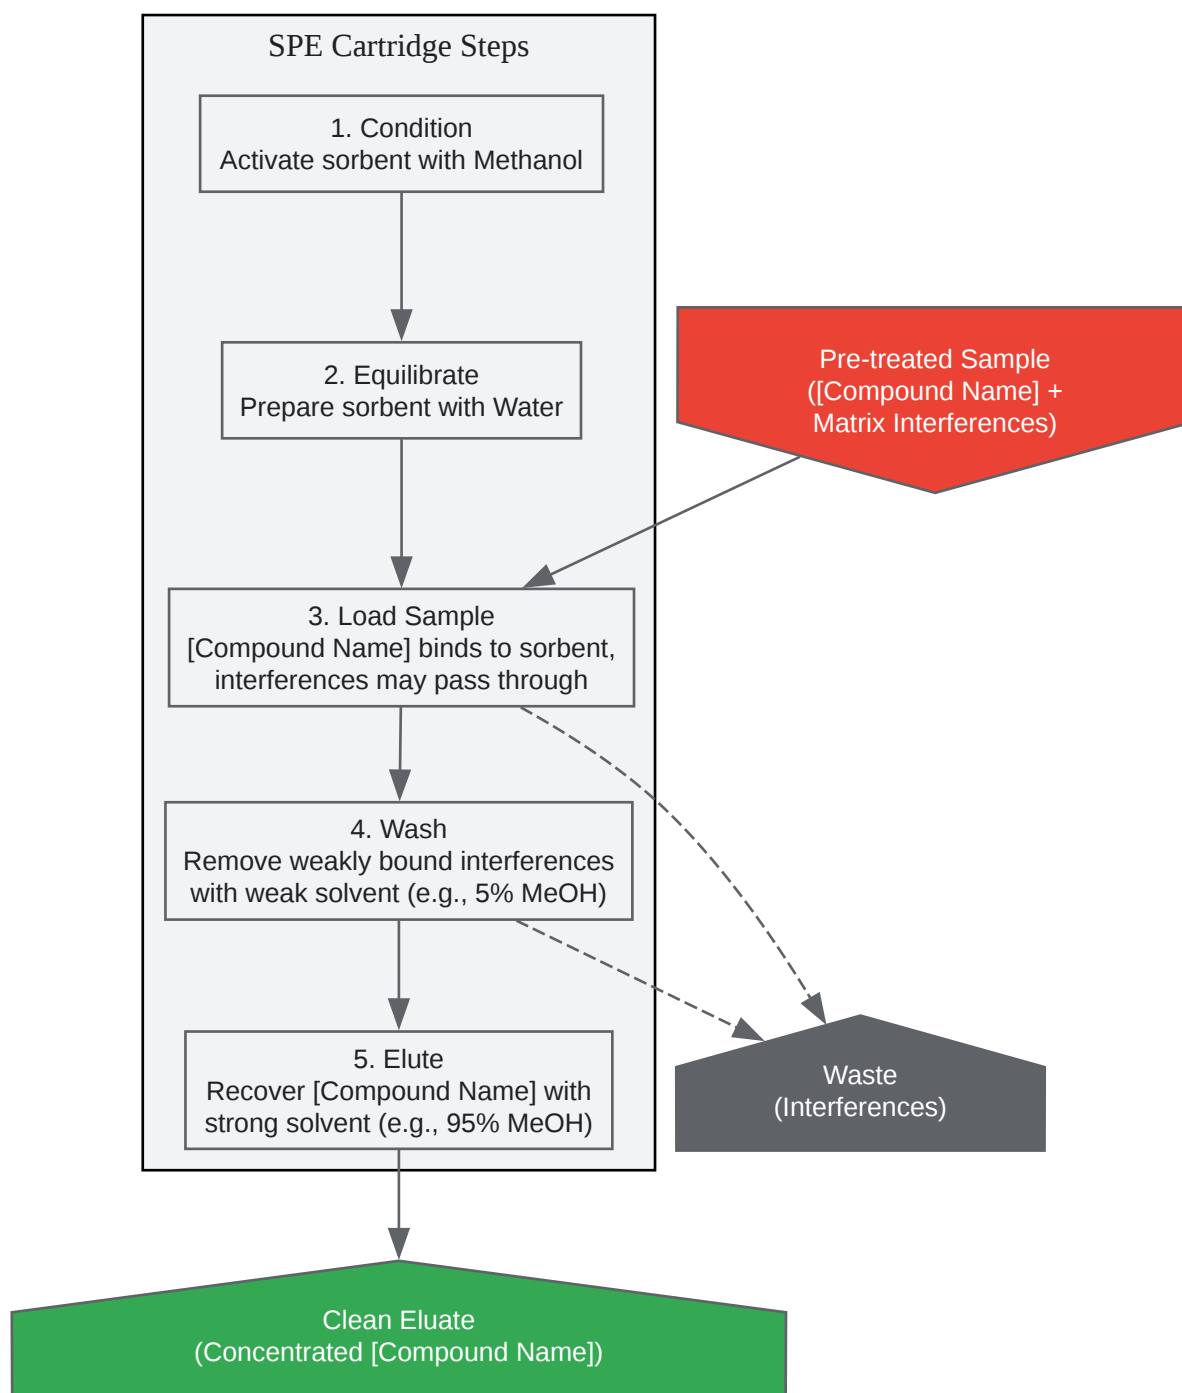 SPE Cartridge Steps
1. Condition
Activate sorbent with Methanol
2. Equilibrate
Prepare sorbent with Water
Pre-treated Sample
([Compound Name] +
Matrix Interferences)
3. Load Sample
[Compound Name] binds to sorbent,
interferences may pass through
4. Wash
Remove weakly bound interferences
with weak solvent (e.g., 5% MeOH)
5. Elute
Recover [Compound Name] with
strong solvent (e.g., 95% MeOH)
Waste
(Interferences)
Clean Eluate
(Concentrated [Compound Name])